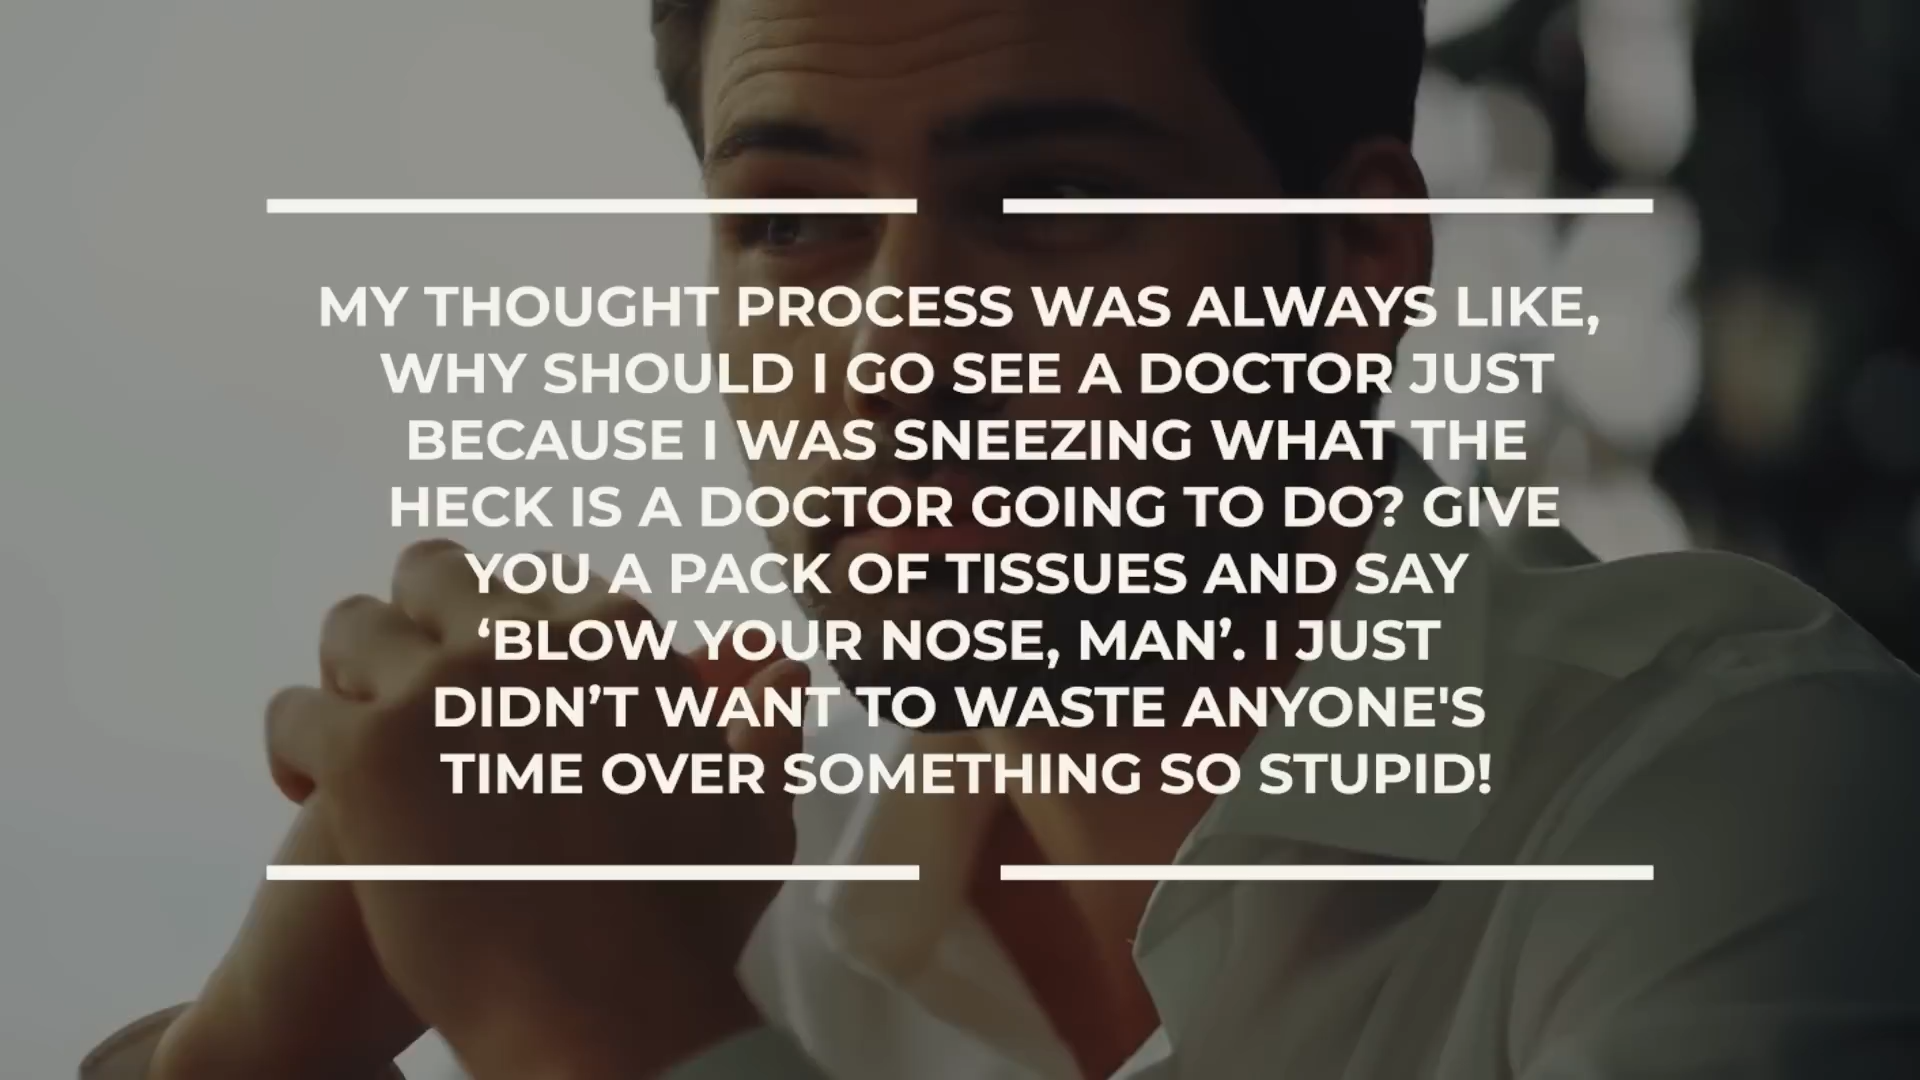 MY THOUGHT PROCESS WAS ALWAYS LIKE,
WHY SHOULD I GO SEE A DOCTOR JUST
BECAUSE I WAS SNEEZING WHAT THE
HECK IS A DOCTOR GOING TO DO? GIVE
YOU A PACK OF TISSUES AND SAY
‘BLOW YOUR NOSE, MAN’. I JUST
DIDN’T WANT TO WASTE ANYONE'S
TIME OVER SOMETHING SO STUPID!